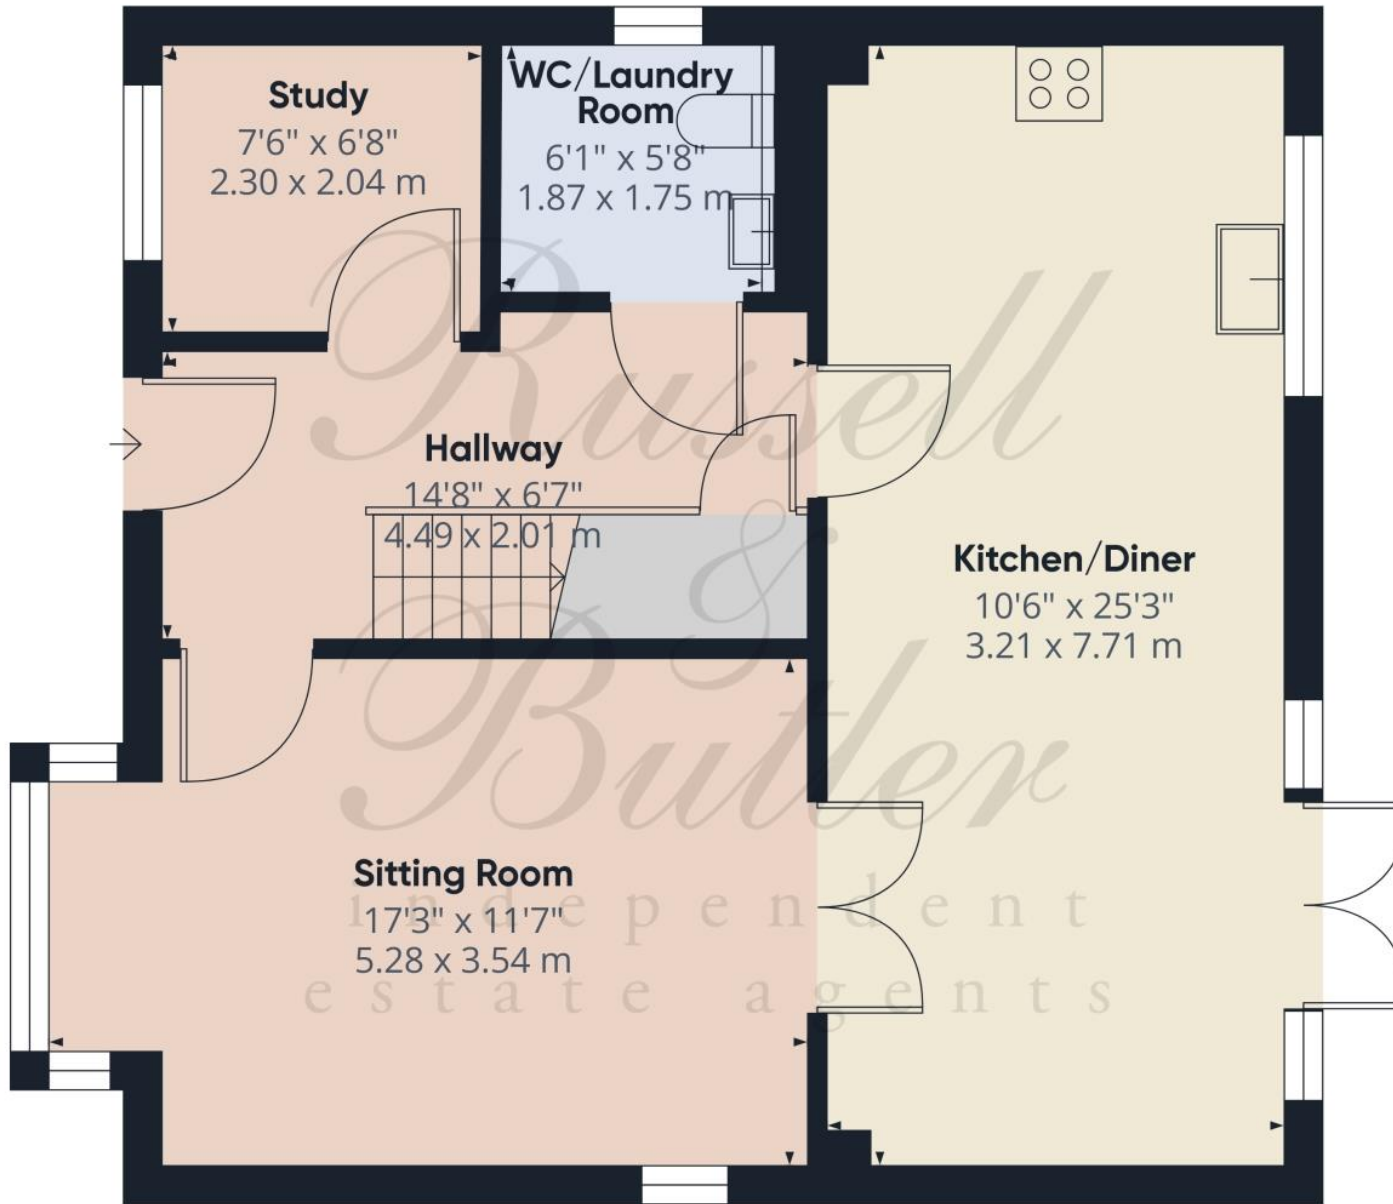 Study
7'6" x 6'8"
2.30 x 2.04 m
WC/Laundry
Room
6'1" x 5'8"
1.87 x 1.75 m
Hallway
14'8" x 6'7"
4.49 x 2.01 m
Kitchen/Diner
10'6" x 25'3"
3.21 x 7.71 m
Sitting Room
17'3" x 11'7"
5.28 x 3.54 m
Russell
&
Butler
independent
estate agents